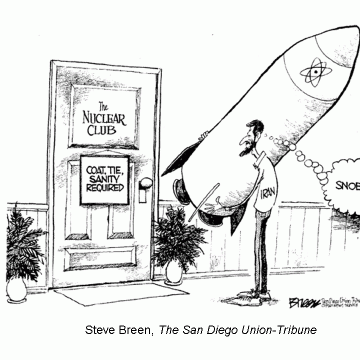 The
NUCLEAR
CLUB
COAT, TIE,
SANITY
REQUIRED
IRAN
SNOB
BREEN
Steve Breen, The San Diego Union-Tribune